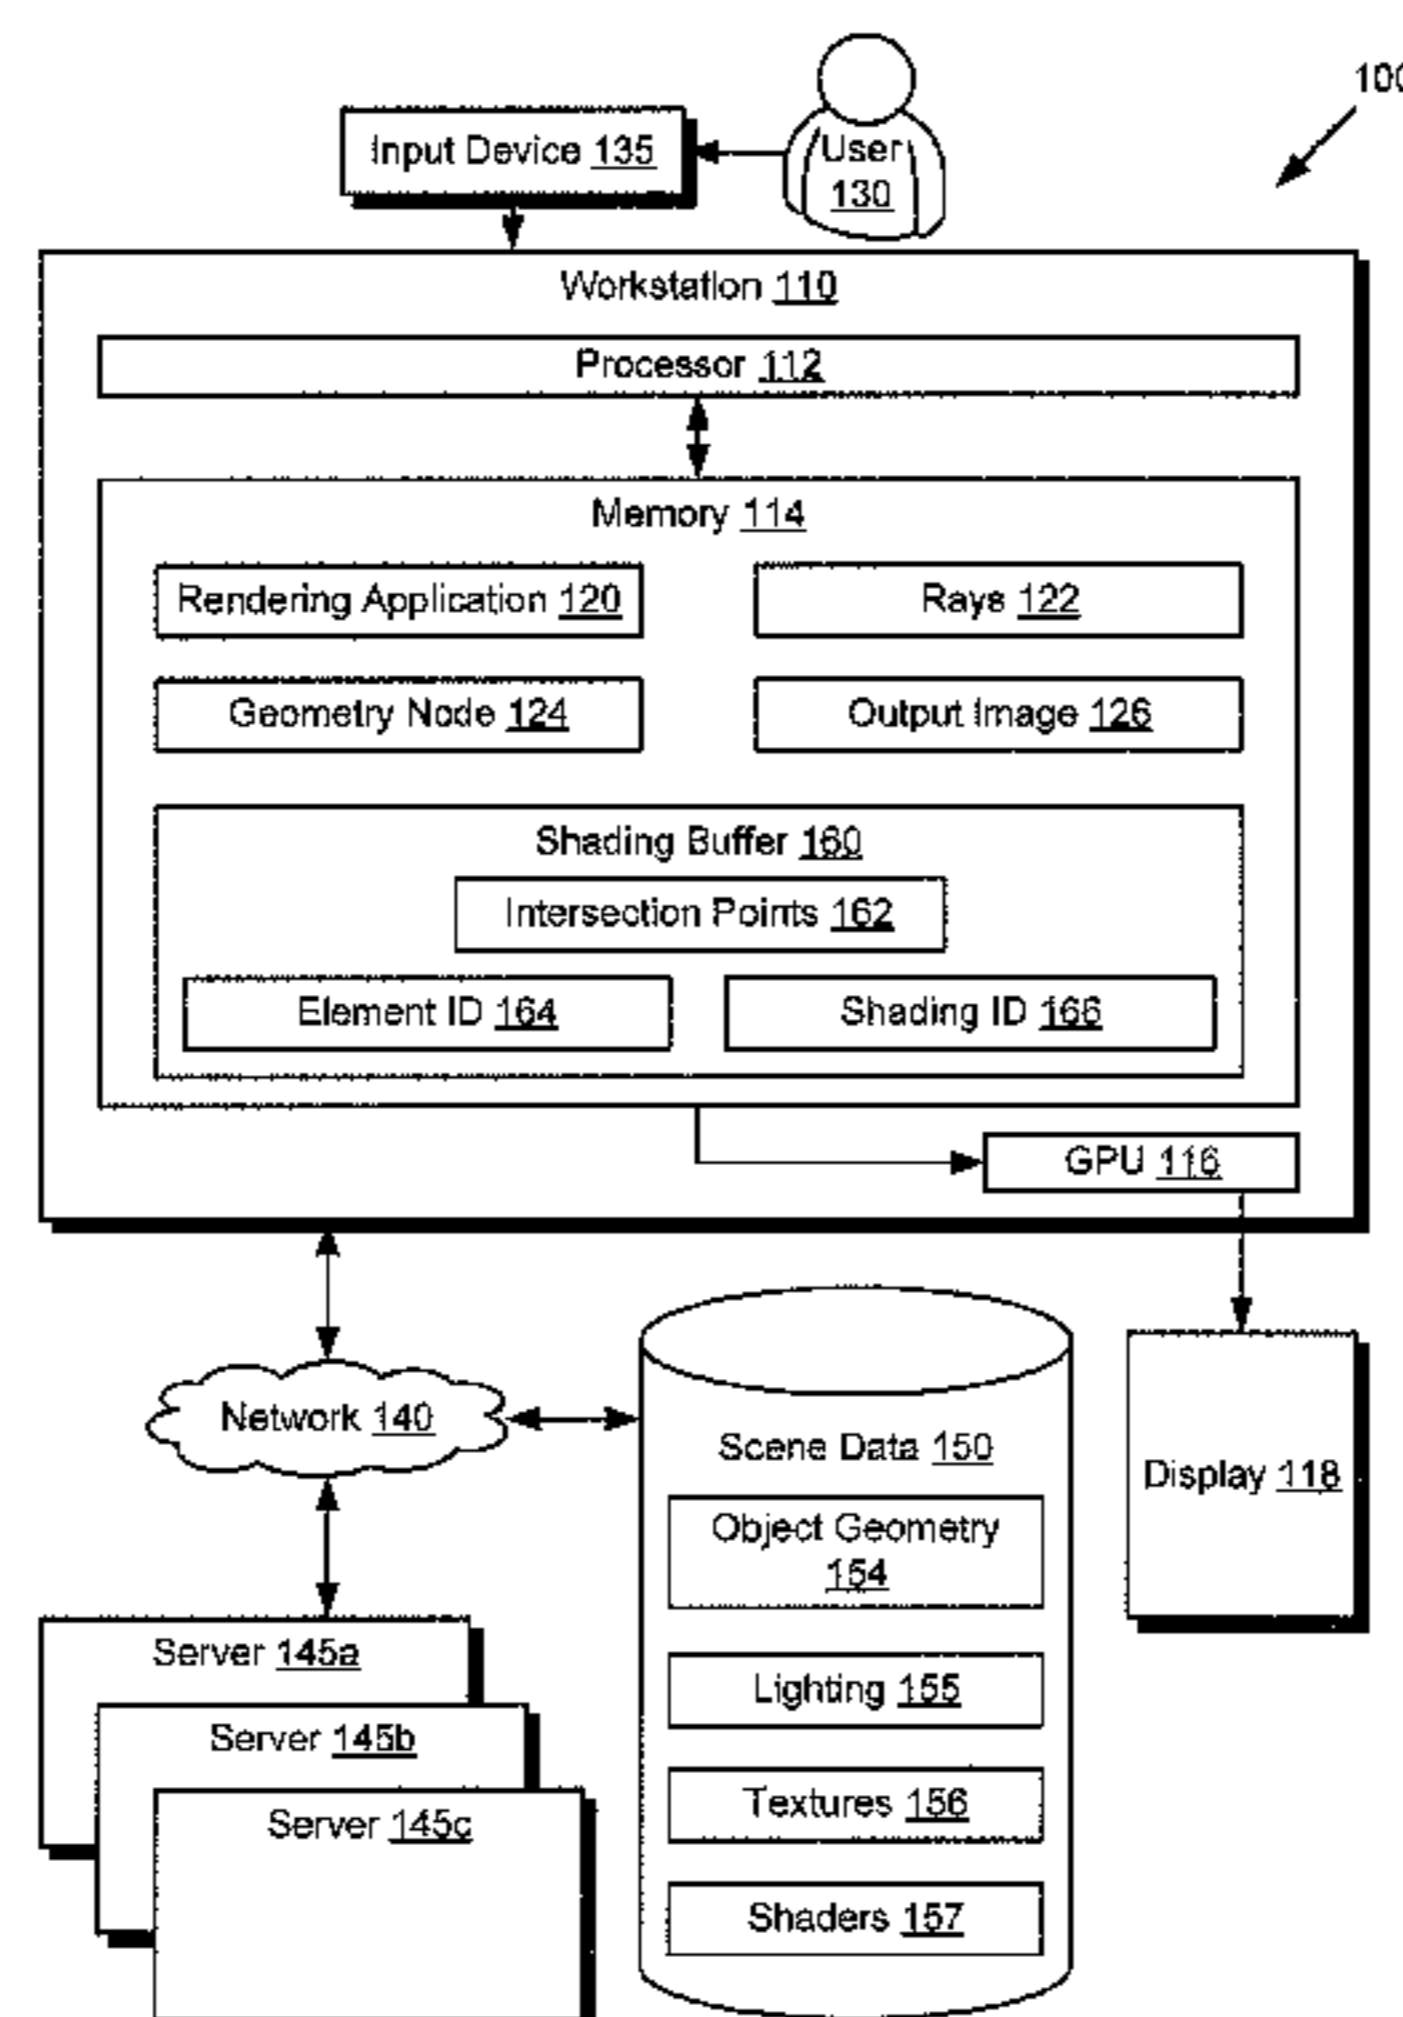 100
Input Device 135
User
130
Workstation 110
Processor 112
Memory 114
Rendering Application 120
Rays 122
Geometry Node 124
Output Image 126
Shading Buffer 160
Intersection Points 162
Element ID 164
Shading ID 166
GPU 116
Network 140
Scene Data 150
Object Geometry
154
Display 118
Server 145a
Lighting 155
Server 145b
Textures 156
Server 145c
Shaders 157